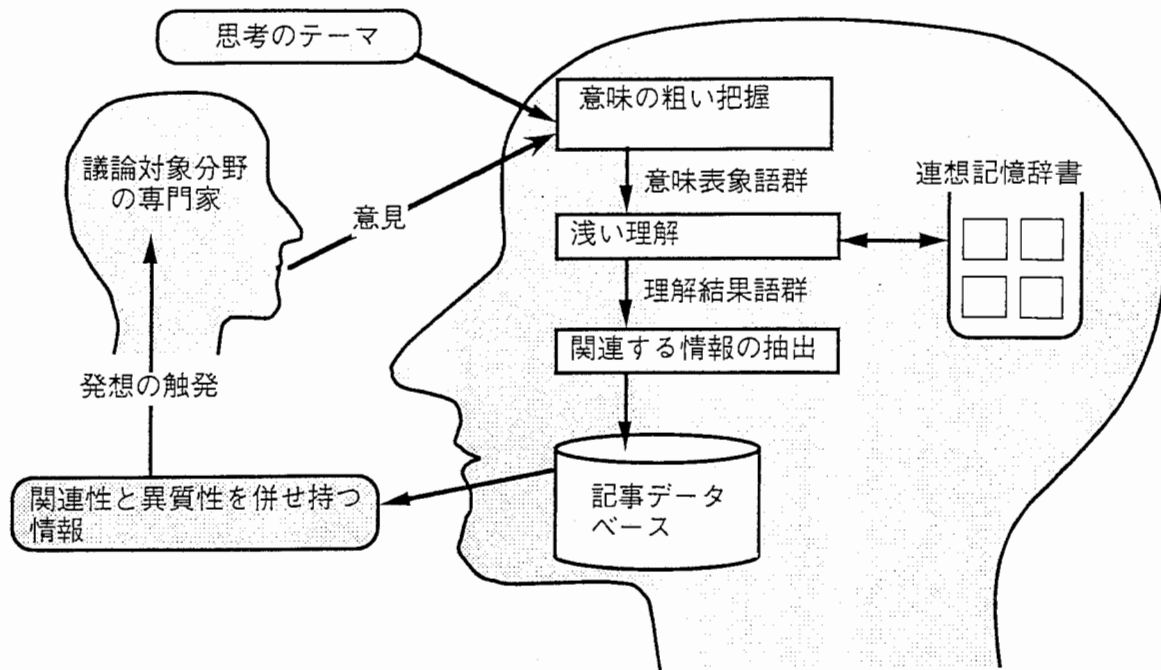 思考のテーマ
意味の粗い把握
議論対象分野
の専門家
意見
意味表象語群
連想記憶辞書
浅い理解
理解結果語群
関連する情報の抽出
発想の触発
関連性と異質性を併せ持つ
情報
記事データ
ベース